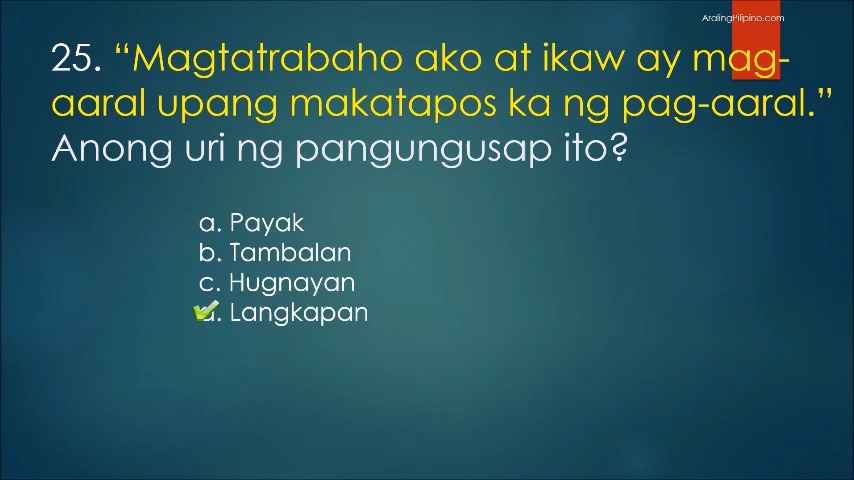 AralingPilipino.com
25. “Magtatrabaho ako at ikaw ay mag-
aaral upang makatapos ka ng pag-aaral.”
Anong uri ng pangungusap ito?
a. Payak
b. Tambalan
c. Hugnayan
d. Langkapan